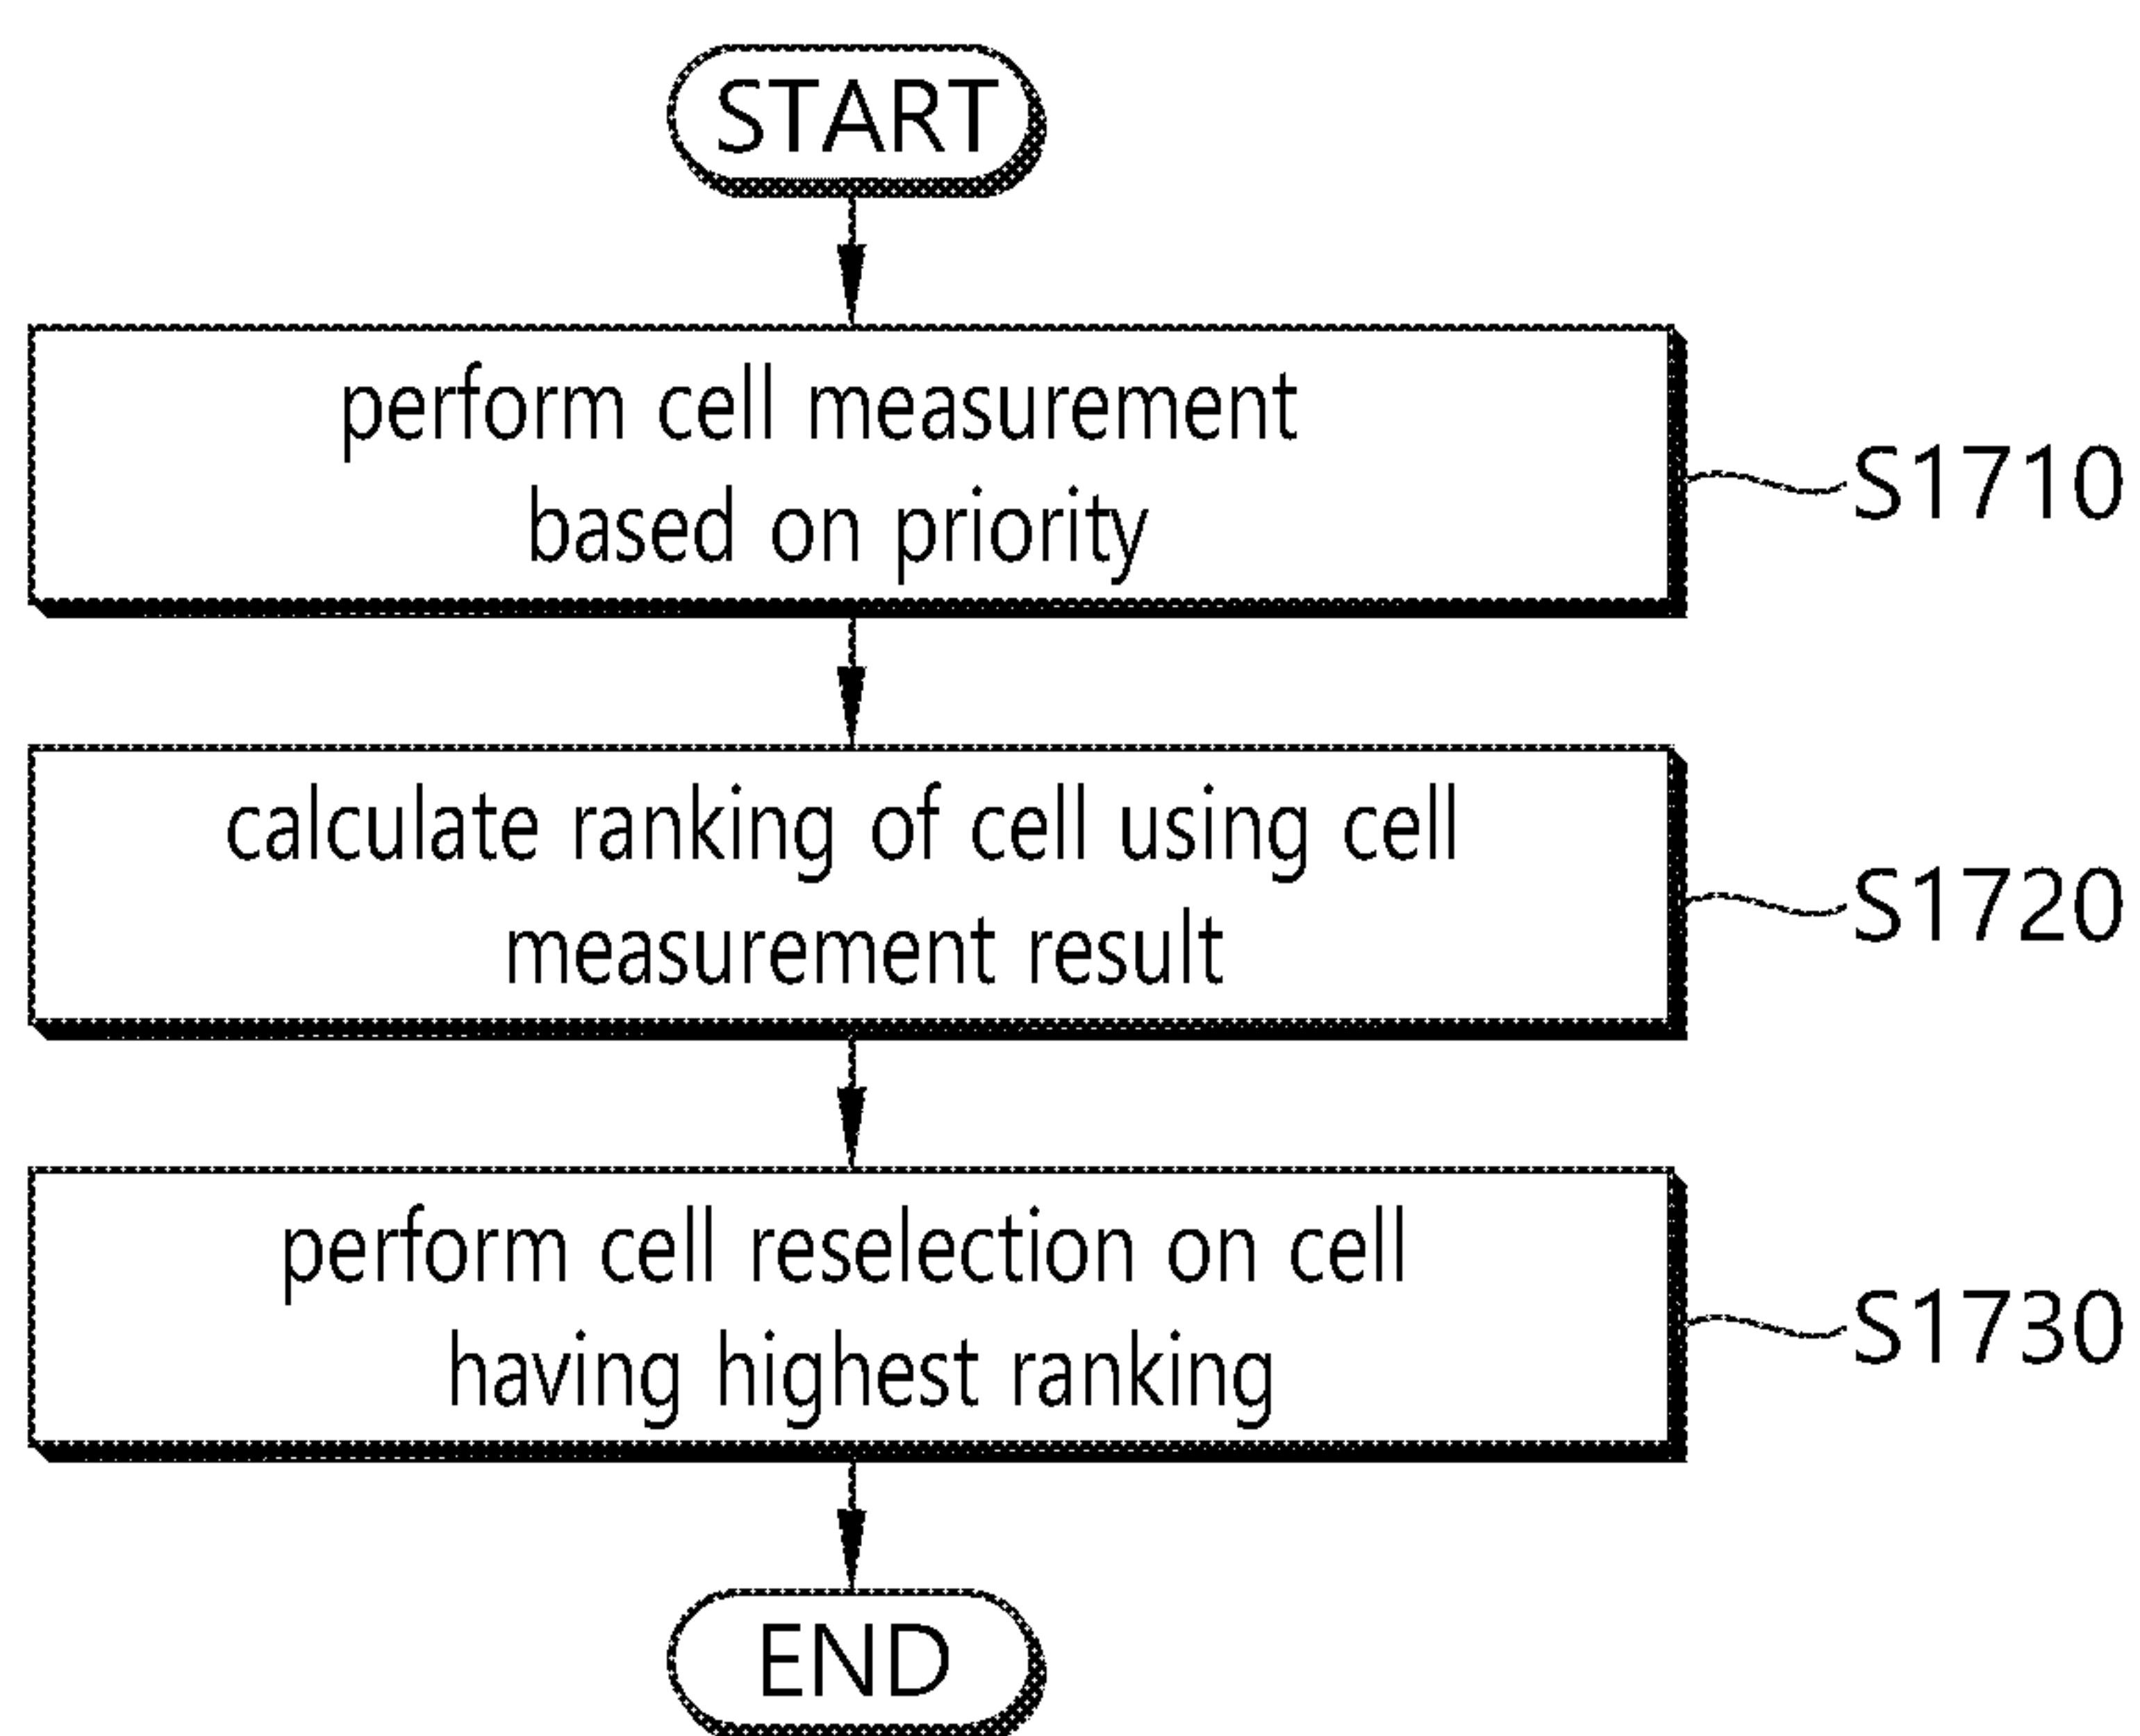 START
perform cell measurement
based on priority
S1710
calculate ranking of cell using cell
measurement result
S1720
perform cell reselection on cell
having highest ranking
S1730
END